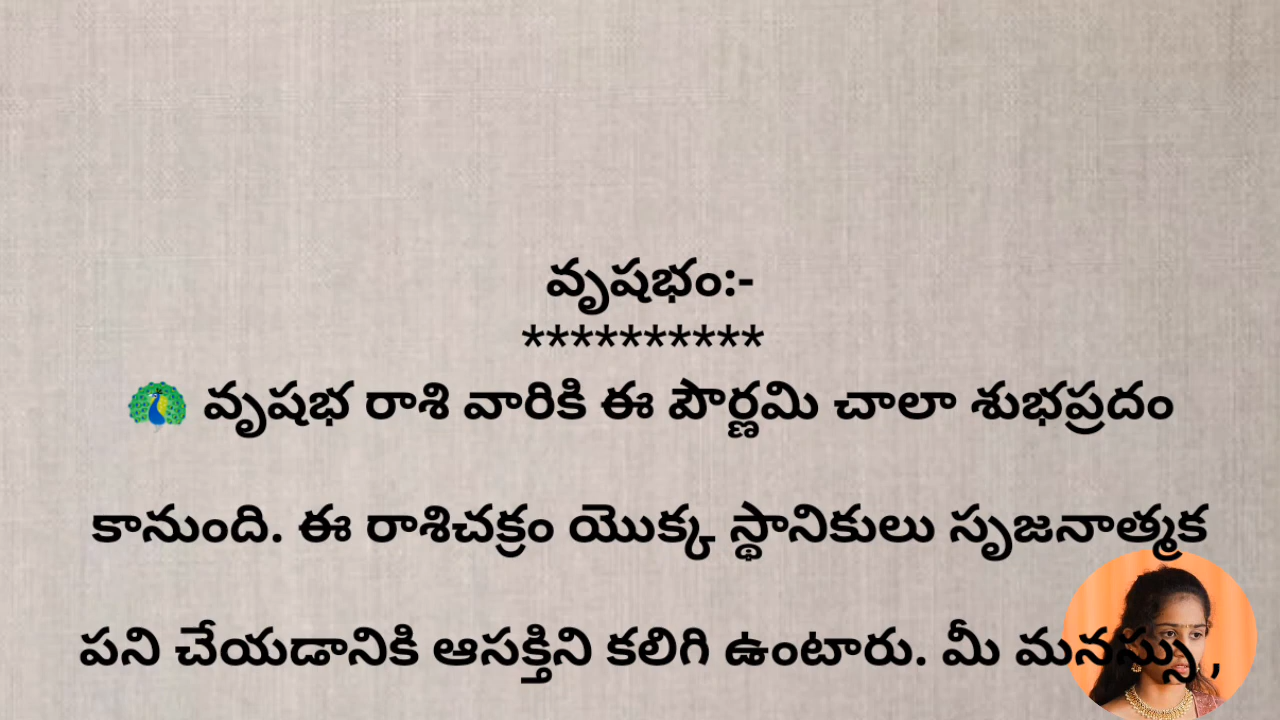 వృషభం:-
**********
🦚 వృషభ రాశి వారికి ఈ పౌర్ణమి చాలా శుభప్రదం
కానుంది. ఈ రాశిచక్రం యొక్క స్థానికులు సృజనాత్మక
పని చేయడానికి ఆసక్తిని కలిగి ఉంటారు. మీ మనస్సు,